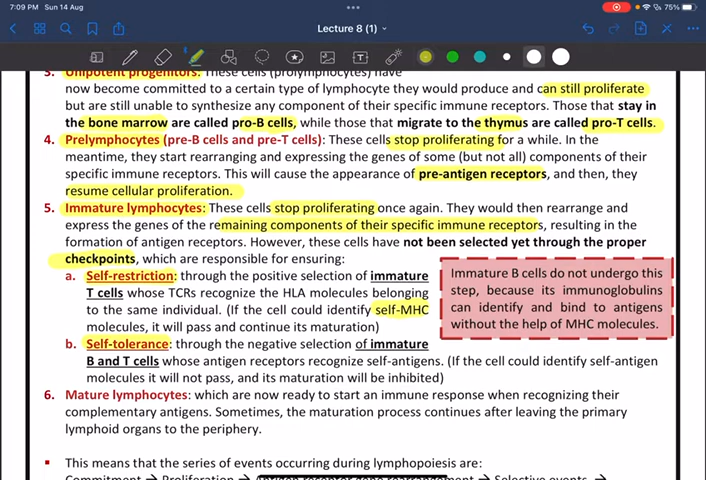 7:09 PM Sun 14 Aug
75%
Lecture 8 (1)
3. Unipotent progenitors: These cells (prolymphocytes) have
now become committed to a certain type of lymphocyte they would produce and can still proliferate
but are still unable to synthesize any component of their specific immune receptors. Those that stay in
the bone marrow are called pro-B cells, while those that migrate to the thymus are called pro-T cells.
4. Prelymphocytes (pre-B cells and pre-T cells): These cells stop proliferating for a while. In the
meantime, they start rearranging and expressing the genes of some (but not all) components of their
specific immune receptors. This will cause the appearance of pre-antigen receptors, and then, they
resume cellular proliferation.
5. Immature lymphocytes: These cells stop proliferating once again. They would then rearrange and
express the genes of the remaining components of their specific immune receptors, resulting in the
formation of antigen receptors. However, these cells have not been selected yet through the proper
checkpoints, which are responsible for ensuring:
a. Self-restriction: through the positive selection of immature
T cells whose TCRs recognize the HLA molecules belonging
to the same individual. (If the cell could identify self-MHC
molecules, it will pass and continue its maturation)
Immature B cells do not undergo this
step, because its immunoglobulins
can identify and bind to antigens
without the help of MHC molecules.
b. Self-tolerance: through the negative selection of immature
B and T cells whose antigen receptors recognize self-antigens. (If the cell could identify self-antigen
molecules it will not pass, and its maturation will be inhibited)
6. Mature lymphocytes: which are now ready to start an immune response when recognizing their
complementary antigens. Sometimes, the maturation process continues after leaving the primary
lymphoid organs to the periphery.
▪ This means that the series of events occurring during lymphopoiesis are:
Commitment → Proliferation → Antigen receptor gene rearrangement → Selective events →